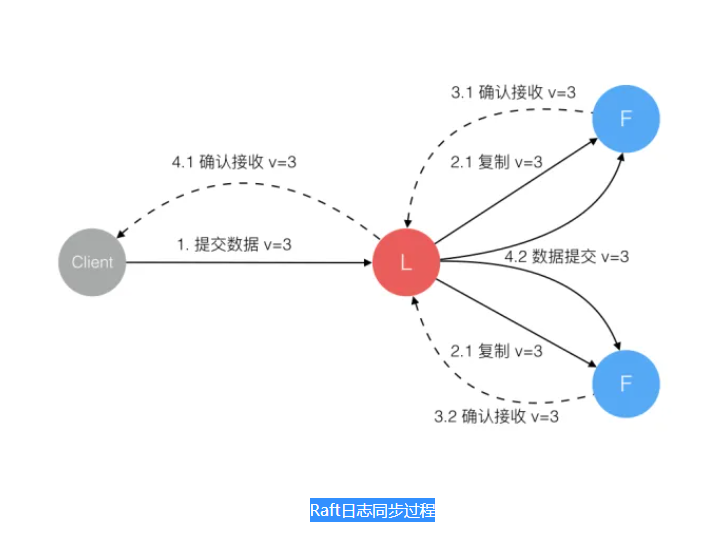 3.1 确认接收 v=3
F
2.1 复制 v=3
4.1 确认接收 v=3
1. 提交数据 v=3
Client
L
4.2 数据提交 v=3
2.1 复制 v=3
F
3.2 确认接收 v=3
Raft日志同步过程